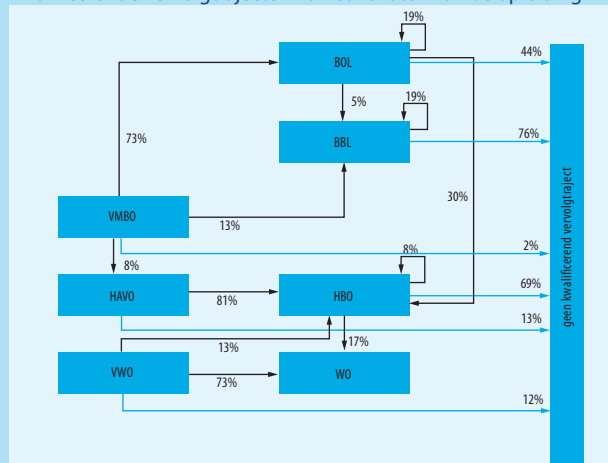 19%
BOL
44%
5%
19%
73%
BBL
76%
VMBO
13%
30%
2%
8%
8%
HAVO
81%
HBO
69%
13%
13%
17%
VWO
73%
WO
12%
geen kwalificerend vervolgtraject